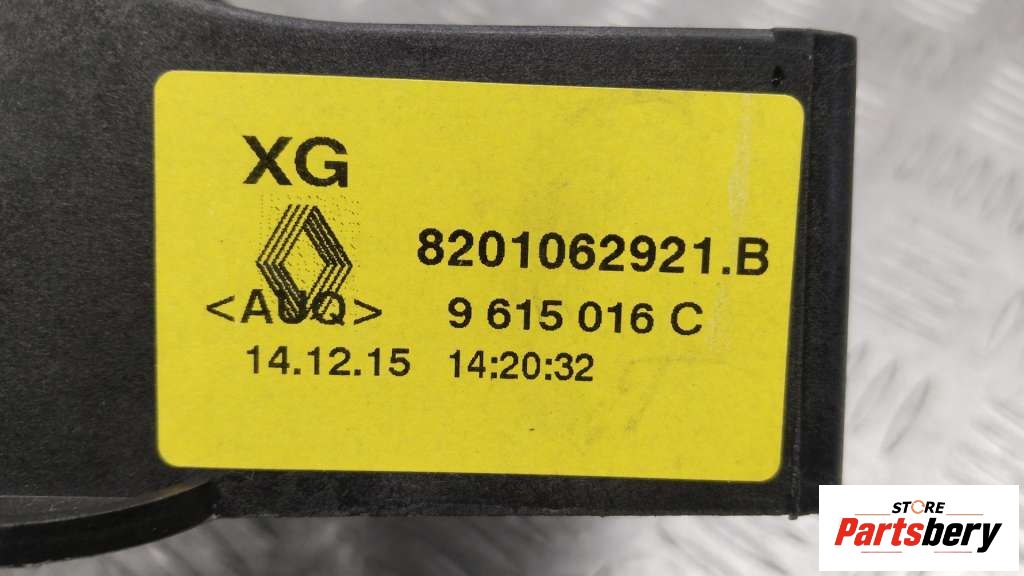 XG
8201062921.B
<AUQ> 9 615 016 C
14.12.15 14:20:32
STORE
Partsbery